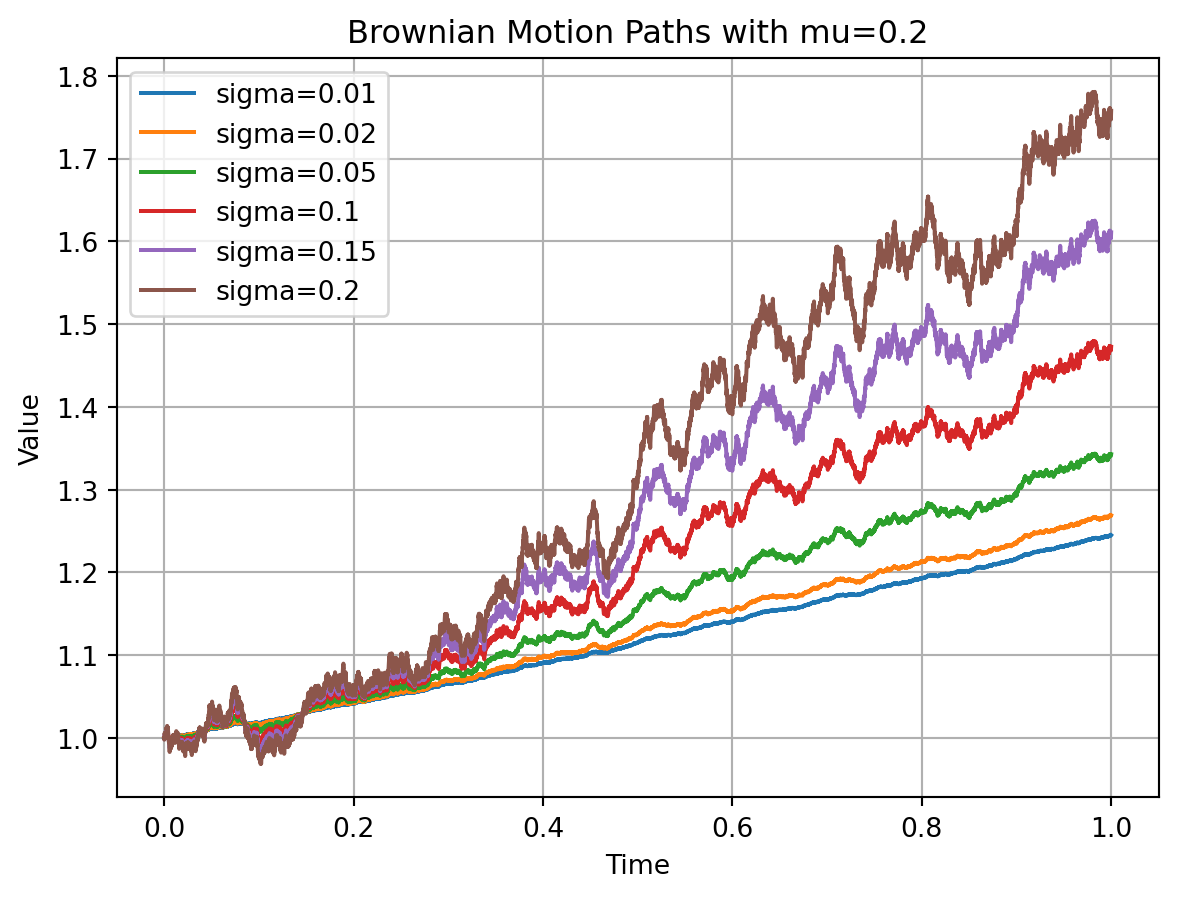 Brownian Motion Paths with mu=0.2
sigma=0.01
sigma=0.02
sigma=0.05
sigma=0.1
sigma=0.15
sigma=0.2
1.8
1.7
1.6
1.5
1.4
1.3
1.2
1.1
1.0
Value
0.0 0.2 0.4 0.6 0.8 1.0
Time